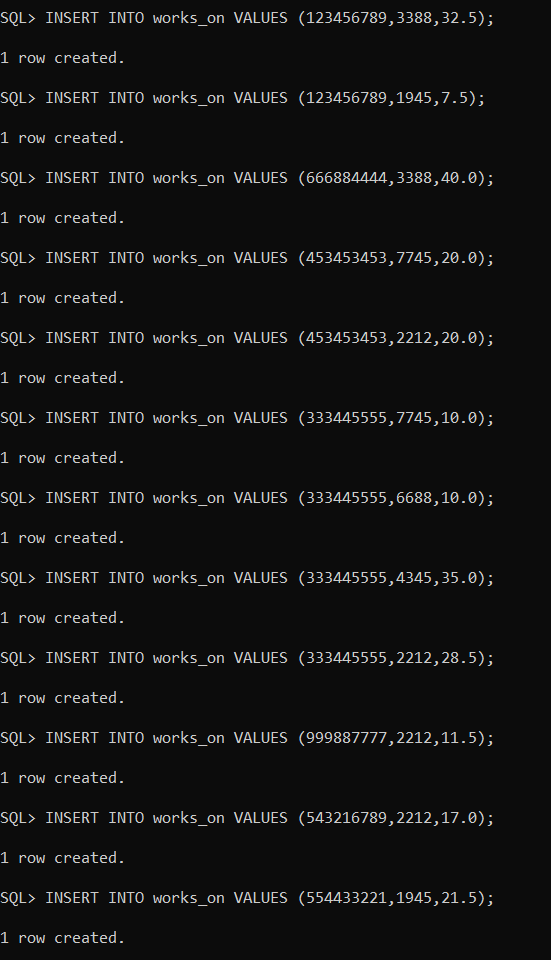 SQL> INSERT INTO works_on VALUES (123456789,3388,32.5);
1 row created.
SQL> INSERT INTO works_on VALUES (123456789,1945,7.5);
1 row created.
SQL> INSERT INTO works_on VALUES (666884444,3388,40.0);
1 row created.
SQL> INSERT INTO works_on VALUES (453453453,7745,20.0);
1 row created.
SQL> INSERT INTO works_on VALUES (453453453,2212,20.0);
1 row created.
SQL> INSERT INTO works_on VALUES (333445555,7745,10.0);
1 row created.
SQL> INSERT INTO works_on VALUES (333445555,6688,10.0);
1 row created.
SQL> INSERT INTO works_on VALUES (333445555,4345,35.0);
1 row created.
SQL> INSERT INTO works_on VALUES (333445555,2212,28.5);
1 row created.
SQL> INSERT INTO works_on VALUES (999887777,2212,11.5);
1 row created.
SQL> INSERT INTO works_on VALUES (543216789,2212,17.0);
1 row created.
SQL> INSERT INTO works_on VALUES (554433221,1945,21.5);
1 row created.